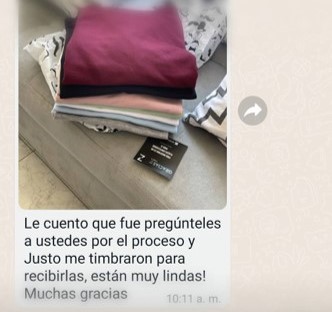 Le cuento que fue pregúnteles
a ustedes por el proceso y
Justo me timbraron para
recibirlas, están muy lindas!
Muchas gracias
10:11 a. m.